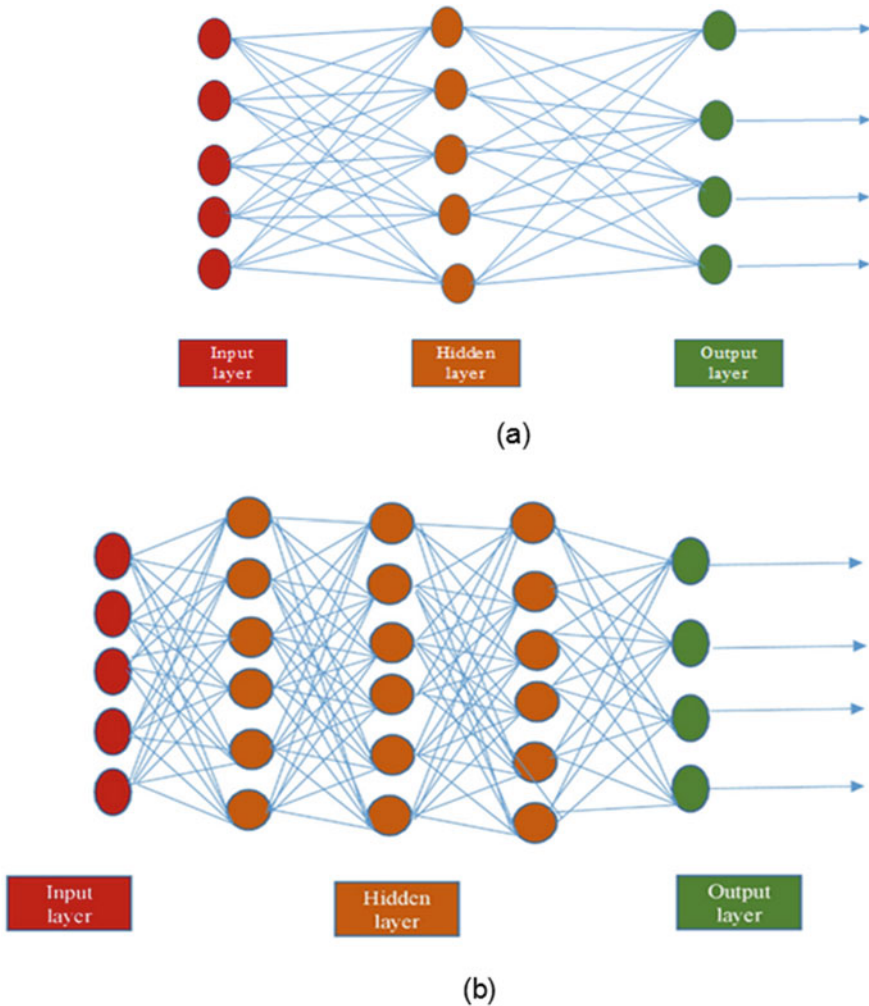 Input
layer
Hidden
layer
Output
layer
(a)
Input
layer
Hidden
layer
Output
layer
(b)